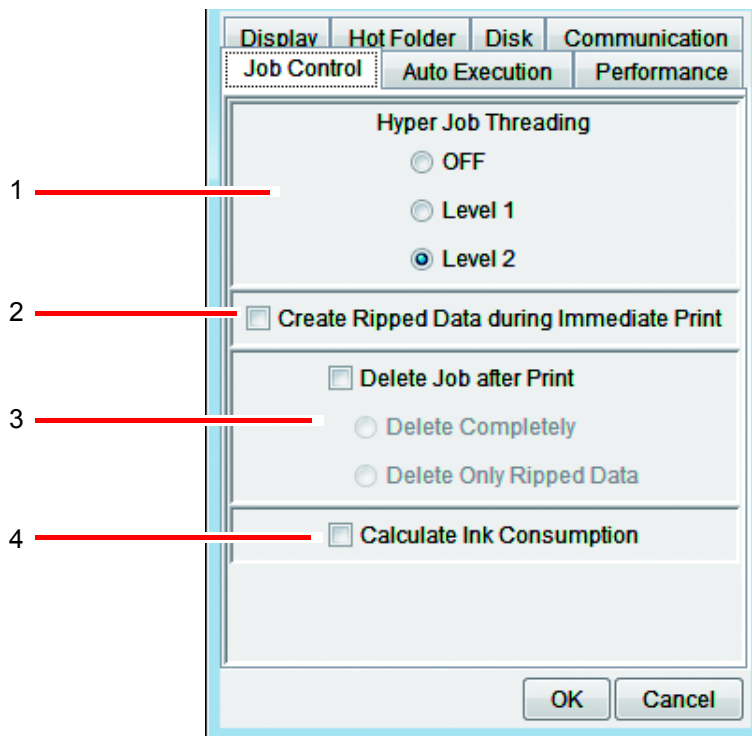 Display Hot Folder Disk Communication
Job Control Auto Execution Performance
Hyper Job Threading
OFF
1
Level 1
Level 2
2
Create Ripped Data during Immediate Print
Delete Job after Print
3
Delete Completely
Delete Only Ripped Data
4
Calculate Ink Consumption
OK Cancel